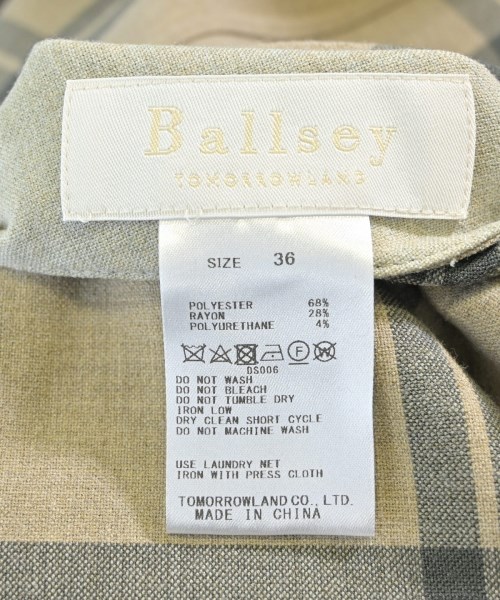 Ballsey
TOMORROWLAND
SIZE 36
POLYESTER 68%
RAYON 28%
POLYURETHANE 4%
DS006
DO NOT WASH
DO NOT BLEACH
DO NOT TUMBLE DRY
IRON LOW
DRY CLEAN SHORT CYCLE
DO NOT MACHINE WASH
USE LAUNDRY NET
IRON WITH PRESS CLOTH
TOMORROWLAND CO., LTD.
MADE IN CHINA